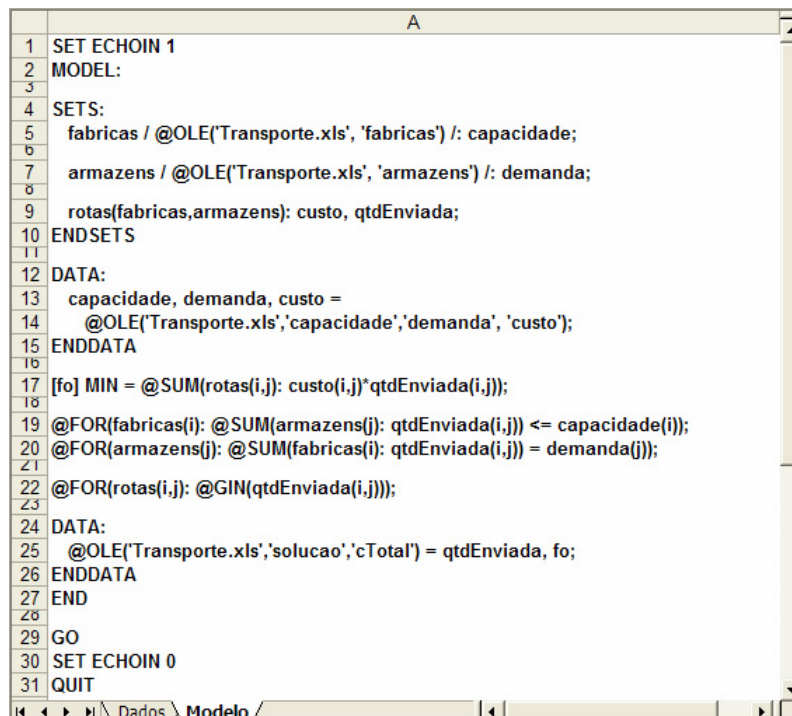 A
1 SET ECHOIN 1
2 MODEL:
3
4 SETS:
5 fabricas / @OLE('Transporte.xls', 'fabricas') /: capacidade;
6
7 armazens / @OLE('Transporte.xls', 'armazens') /: demanda;
8
9 rotas(fabricas,armazens): custo, qtdEnviada;
10 ENDSETS
11
12 DATA:
13 capacidade, demanda, custo =
14 @OLE('Transporte.xls','capacidade','demanda', 'custo');
15 ENDDATA
16
17 [fo] MIN = @SUM(rotas(i,j): custo(i,j)*qtdEnviada(i,j));
18
19 @FOR(fabricas(i): @SUM(armazens(j): qtdEnviada(i,j)) <= capacidade(i));
20 @FOR(armazens(j): @SUM(fabricas(i): qtdEnviada(i,j)) = demanda(j));
21
22 @FOR(rotas(i,j): @GIN(qtdEnviada(i,j)));
23
24 DATA:
25 @OLE('Transporte.xls','solucao','cTotal') = qtdEnviada, fo;
26 ENDDATA
27 END
28
29 GO
30 SET ECHOIN 0
31 QUIT
Dados Modelo